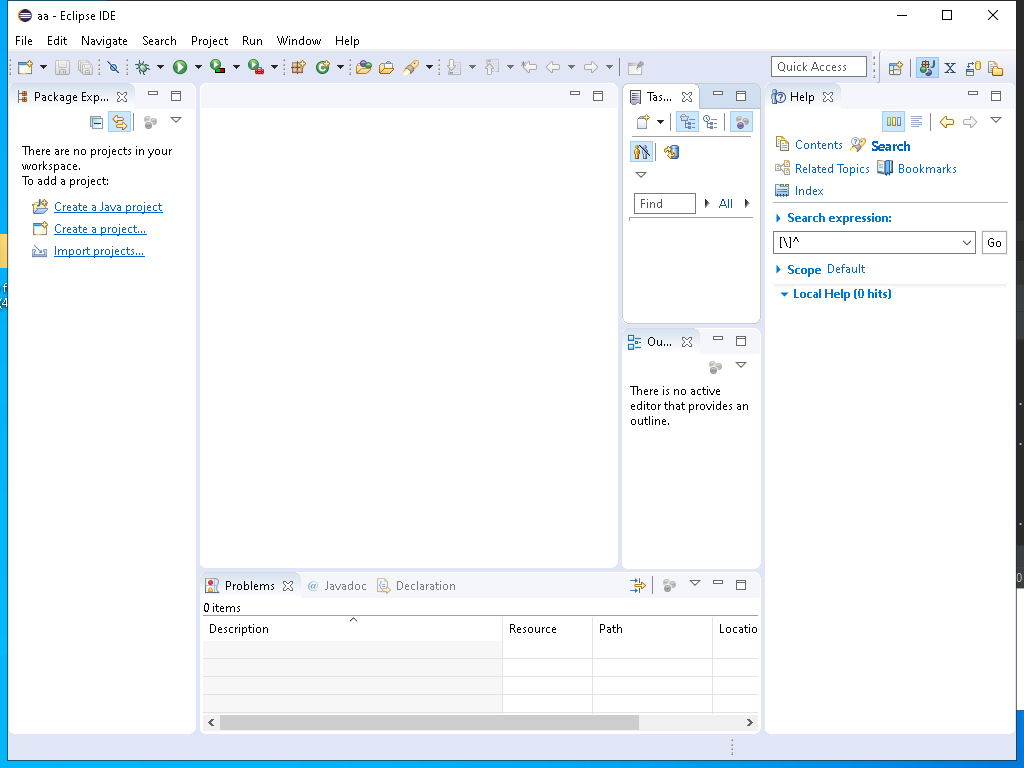 aa - Eclipse IDE
File Edit Navigate Search Project Run Window Help
Quick Access
Package Exp...
There are no projects in your
workspace.
To add a project:
Create a Java project
Create a project...
Import projects...
Tas...
Find
All
Ou...
There is no active
editor that provides an
outline.
Help
Contents
Search
Related Topics
Bookmarks
Index
Search expression:
[\]^
Go
Scope Default
Local Help (0 hits)
Problems
@ Javadoc
Declaration
0 items
Description Resource Path Locatio